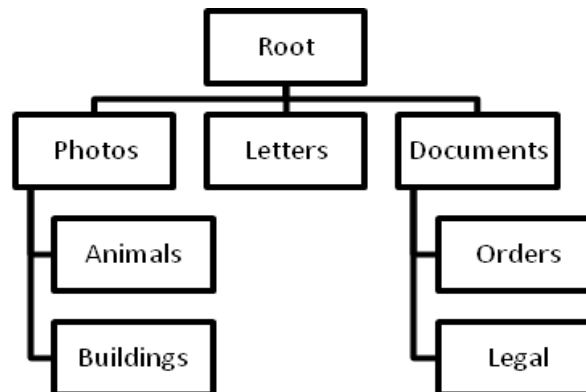 Root
Photos
Letters
Documents
Animals
Orders
Buildings
Legal